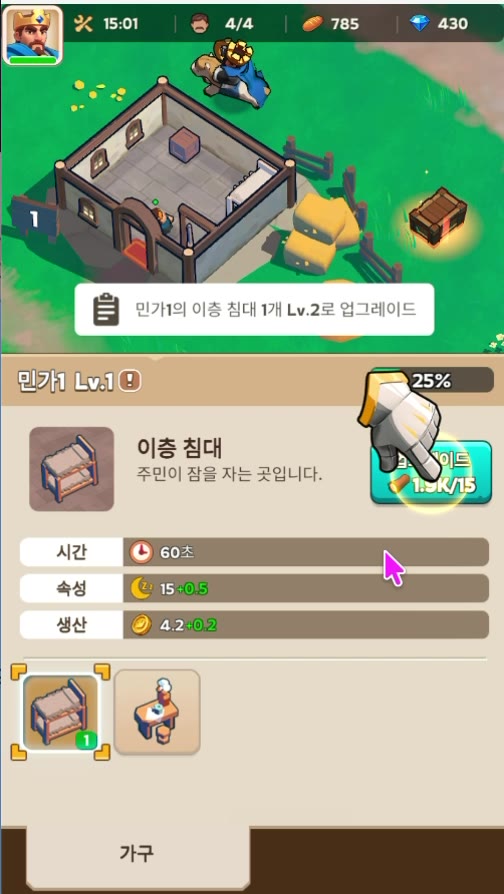 15:01
4/4
785
430
1
민가1의 이층 침대 1개 Lv.2로 업그레이드
민가1 Lv.1
25%
이층 침대
주민이 잠을 자는 곳입니다.
시간
60초
속성
15+0.5
생산
4.2+0.2
1
가구